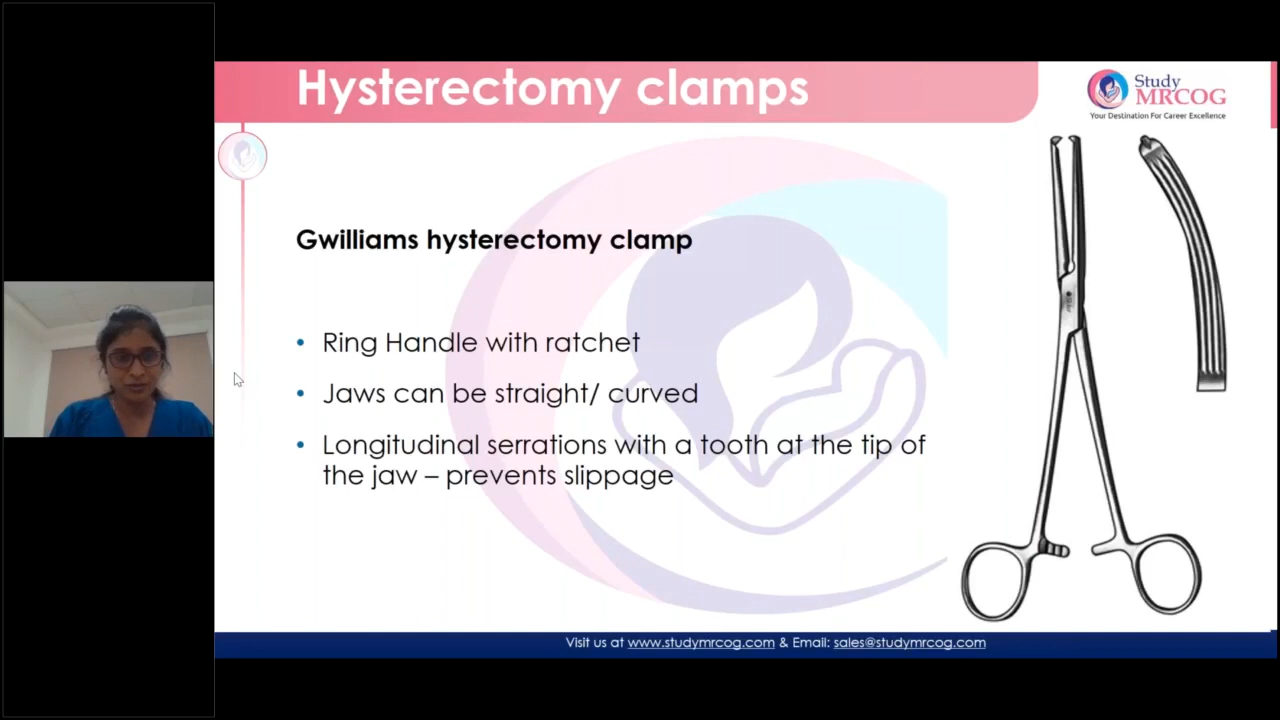 Hysterectomy clamps
Study
MRCOG
Your Destination For Career Excellence
Gwilliams hysterectomy clamp
• Ring Handle with ratchet
• Jaws can be straight/ curved
• Longitudinal serrations with a tooth at the tip of
the jaw – prevents slippage
Visit us at www.studymrcog.com & Email: sales@studymrcog.com